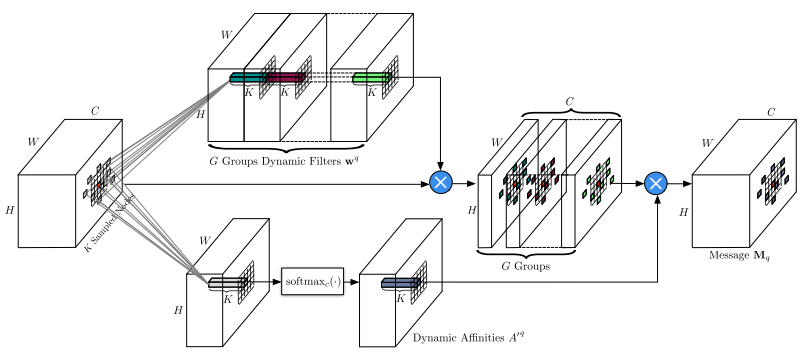 W
K
K
K
H
G Groups Dynamic Filters w^q
C
W
H
K Sampled Nodes
C
W
H
G Groups
C
W
H
Message M_q
W
K
H
softmax_c(·)
K
Dynamic Affinities A'^q